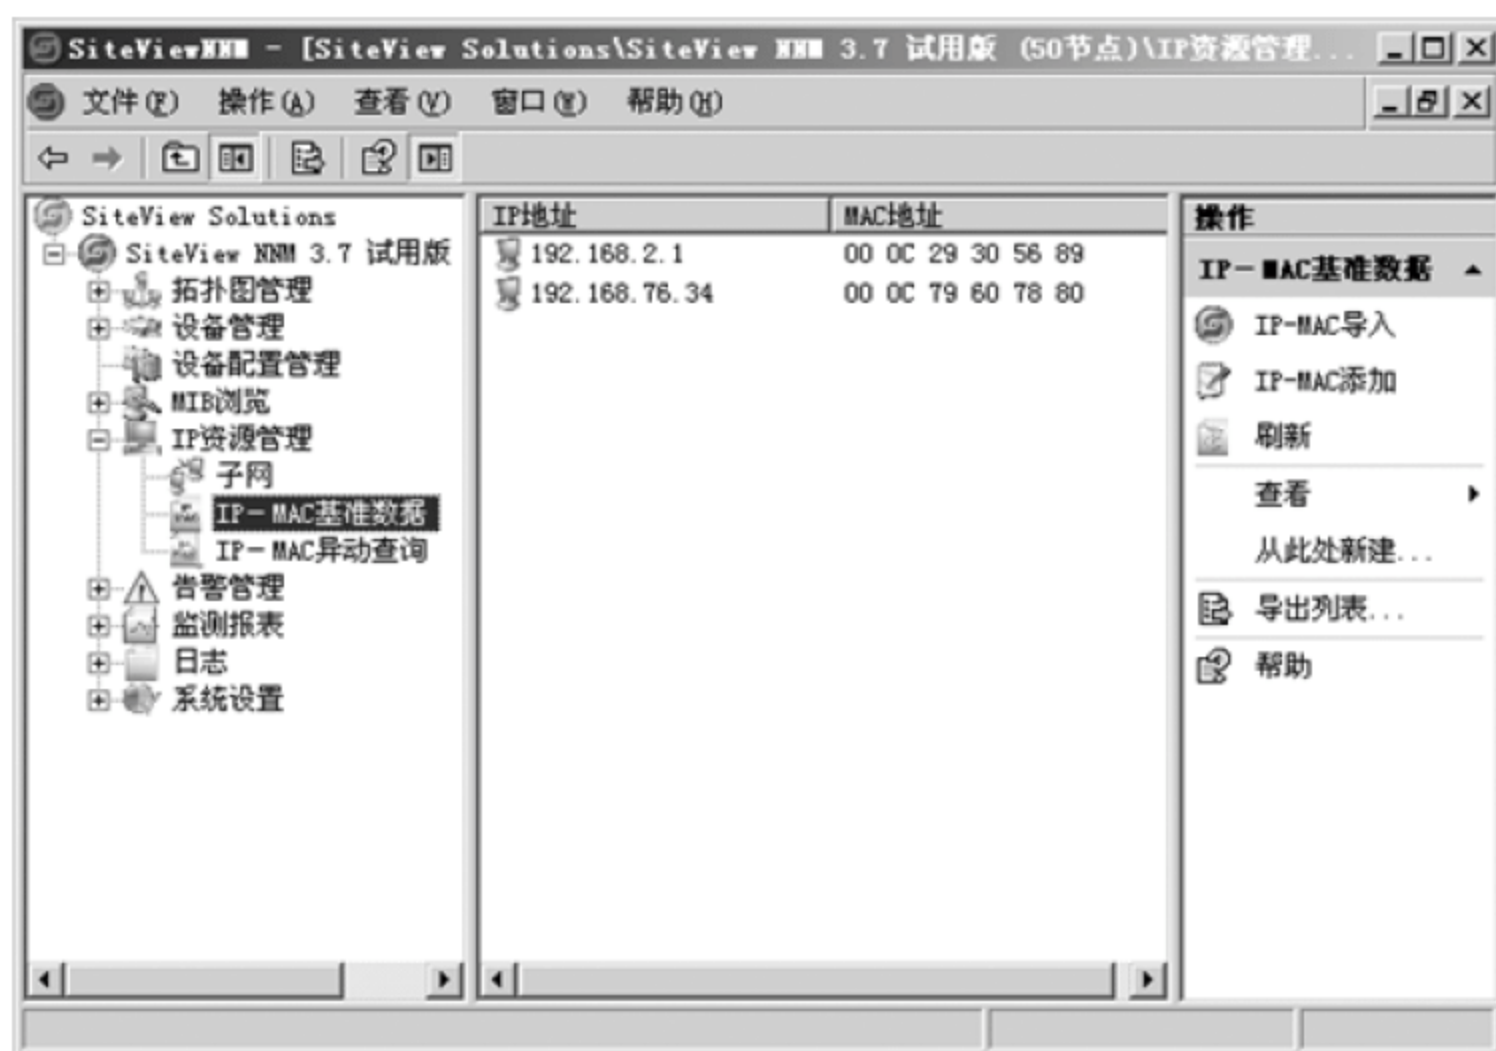 SiteViewNNM - [SiteView Solutions\SiteView NNM 3.7 试用版 (50节点)\IP资源管理...
文件(F) 操作(A) 查看(V) 窗口(W) 帮助(H)
SiteView Solutions
SiteView NNM 3.7 试用版
拓扑图管理
设备管理
设备配置管理
MIB浏览
IP资源管理
子网
IP-MAC基准数据
IP-MAC异动查询
告警管理
监测报表
日志
系统设置
IP地址 MAC地址
192.168.2.1 00 0C 29 30 56 89
192.168.76.34 00 0C 79 60 78 80
操作
IP-MAC基准数据
IP-MAC导入
IP-MAC添加
刷新
查看
从此处新建...
导出列表...
帮助